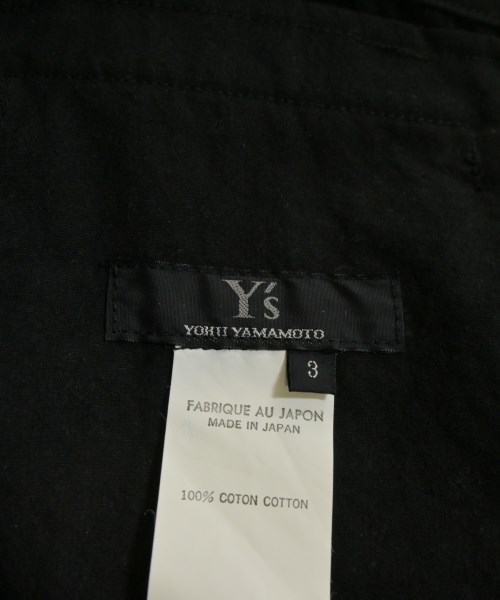 Y's
YOHJI YAMAMOTO
3
FABRIQUE AU JAPON
MADE IN JAPAN
100% COTON COTTON